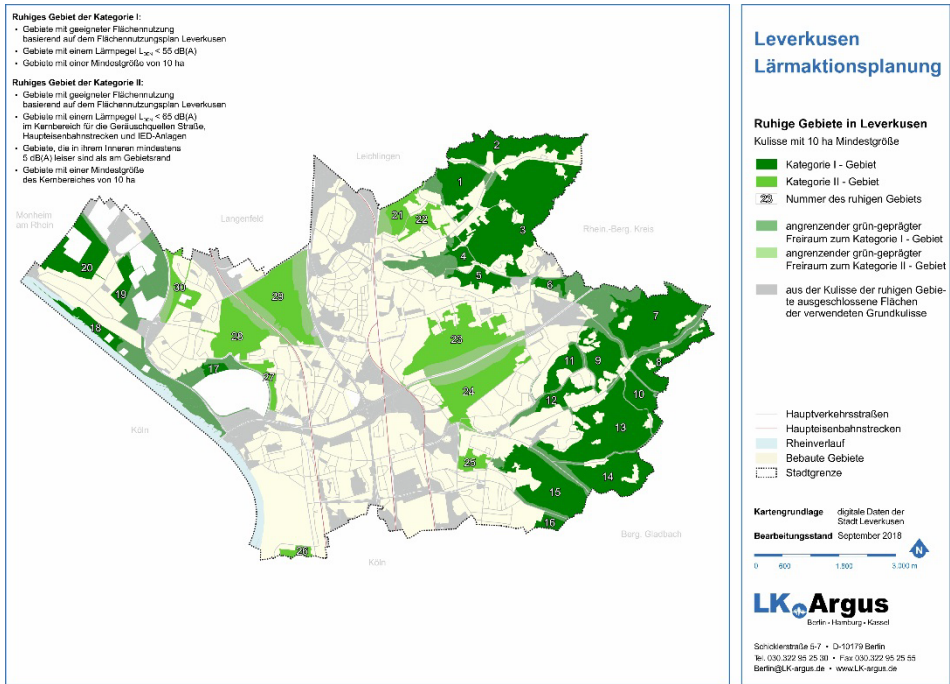 Ruhiges Gebiet der Kategorie I:
• Gebiete mit geeigneter Flächennutzung
basierend auf dem Flächennutzungsplan Leverkusen
• Gebiete mit einem Lärmpegel L_DEN < 55 dB(A)
• Gebiete mit einer Mindestgröße von 10 ha
Ruhiges Gebiet der Kategorie II:
• Gebiete mit geeigneter Flächennutzung
basierend auf dem Flächennutzungsplan Leverkusen
• Gebiete mit einem Lärmpegel L_DEN < 65 dB(A)
im Kernbereich für die Geräuschquellen Straße,
Haupteisenbahnstrecken und IED-Anlagen
• Gebiete, die in ihrem Inneren mindestens
5 dB(A) leiser sind als am Gebietsrand
• Gebiete mit einer Mindestgröße
des Kernbereiches von 10 ha
Leichlingen
Monheim
am Rhein
Langenfeld
Rhein-Berg. Kreis
Köln
Köln
Berg. Gladbach
2
1
21
22
3
4
5
6
20
19
30
29
18
28
7
23
11
9
8
17
27
24
12
10
13
25
14
15
16
26
Leverkusen
Lärmaktionsplanung
Ruhige Gebiete in Leverkusen
Kulisse mit 10 ha Mindestgröße
Kategorie I - Gebiet
Kategorie II - Gebiet
23 Nummer des ruhigen Gebiets
angrenzender grün-geprägter
Freiraum zum Kategorie I - Gebiet
angrenzender grün-geprägter
Freiraum zum Kategorie II - Gebiet
aus der Kulisse der ruhigen Gebie-
te ausgeschlossene Flächen
der verwendeten Grundkulisse
Hauptverkehrsstraßen
Haupteisenbahnstrecken
Rheinverlauf
Bebaute Gebiete
Stadtgrenze
Kartengrundlage digitale Daten der
Stadt Leverkusen
Bearbeitungsstand September 2018
N
0 600 1.500 3.000 m
LK Argus
Berlin • Hamburg • Kassel
Schicklerstraße 5-7 • D-10179 Berlin
Tel. 030.322 95 25 30 • Fax 030.322 95 25 55
Berlin@LK-argus.de • www.LK-argus.de